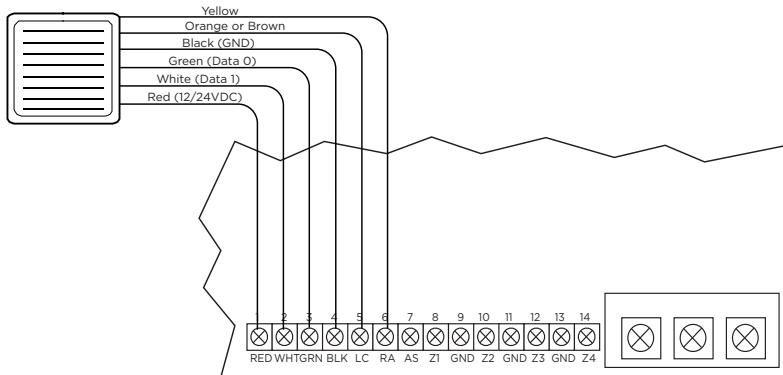 Yellow
Orange or Brown
Black (GND)
Green (Data 0)
White (Data 1)
Red (12/24VDC)
1 2 3 4 5 6 7 8 9 10 11 12 13 14
RED WHT GRN BLK LC RA AS Z1 GND Z2 GND Z3 GND Z4